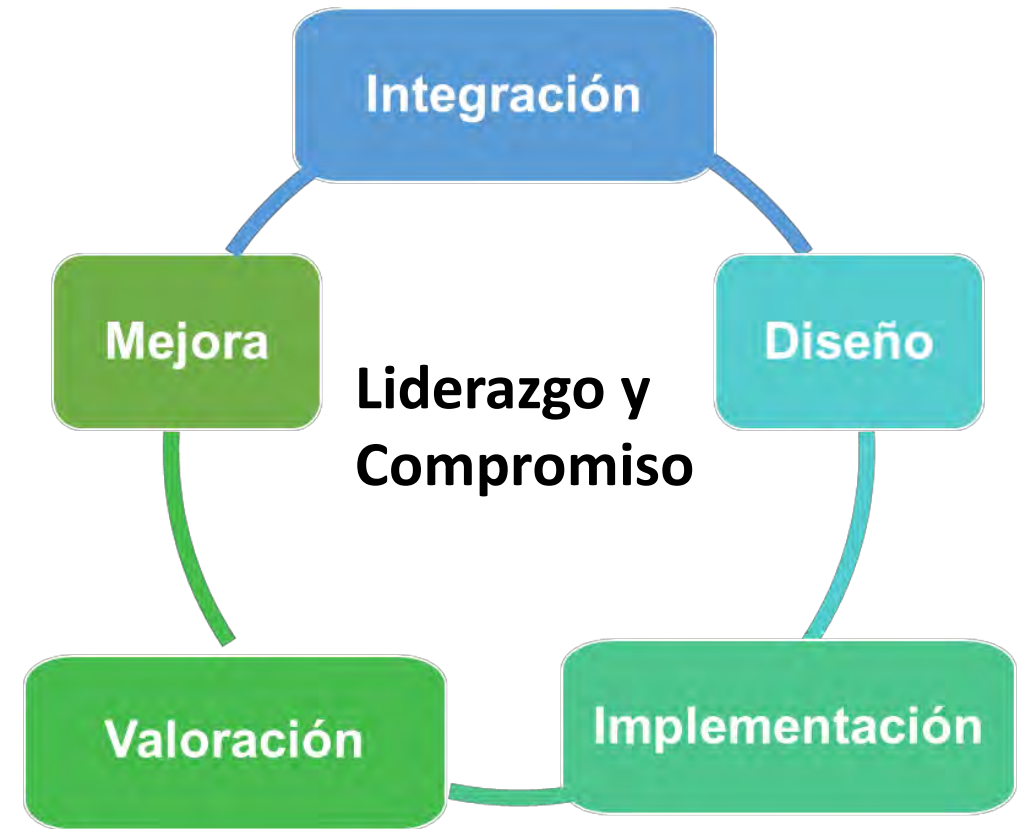 Integración
Mejora
Diseño
Liderazgo y
Compromiso
Valoración
Implementación